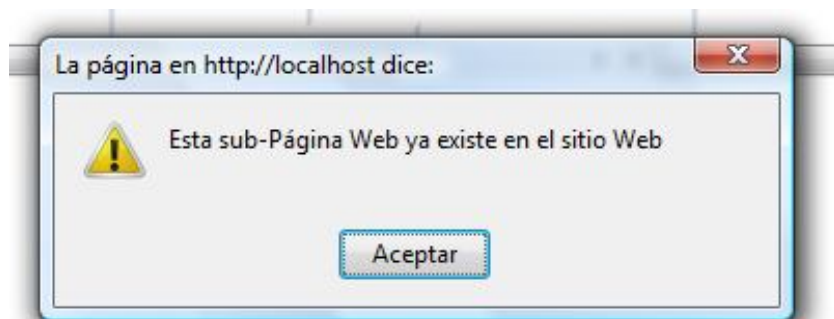 La página en http://localhost dice:
Esta sub-Página Web ya existe en el sitio Web
Aceptar